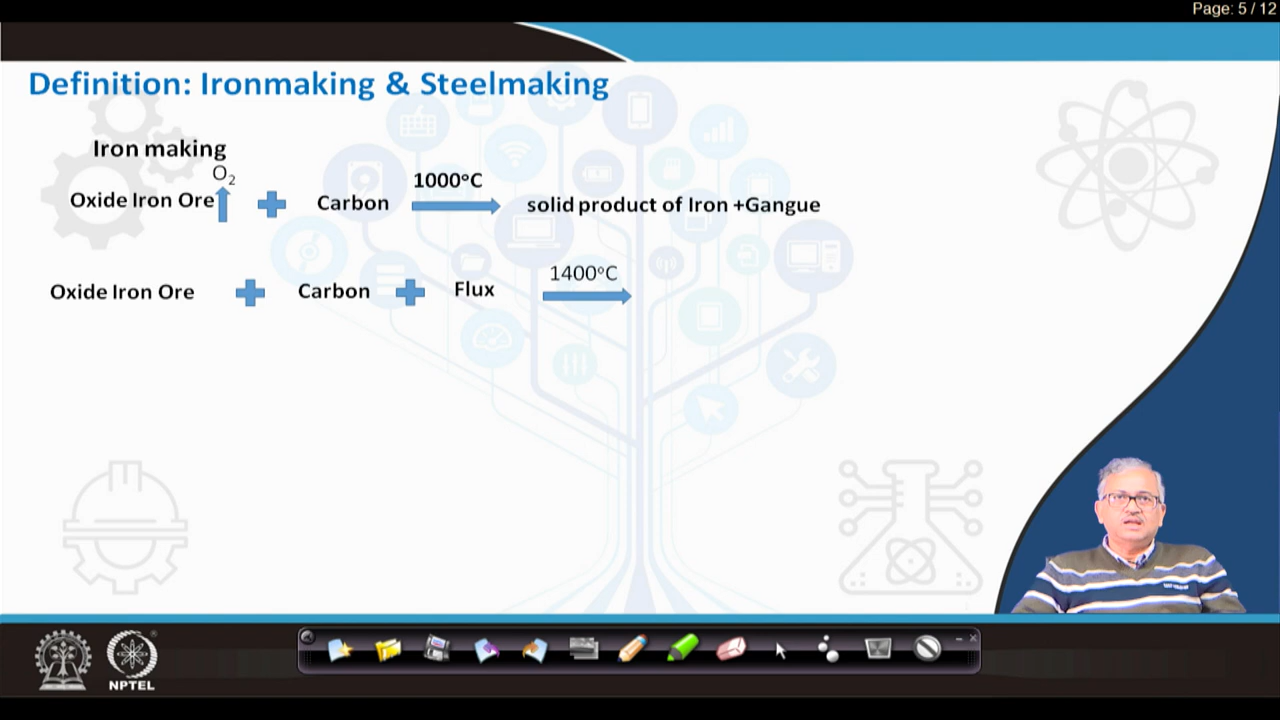 Page: 5 / 12
Definition: Ironmaking & Steelmaking
Iron making
O2
Oxide Iron Ore + Carbon 1000°C solid product of Iron +Gangue
Oxide Iron Ore + Carbon + Flux 1400°C
NPTEL